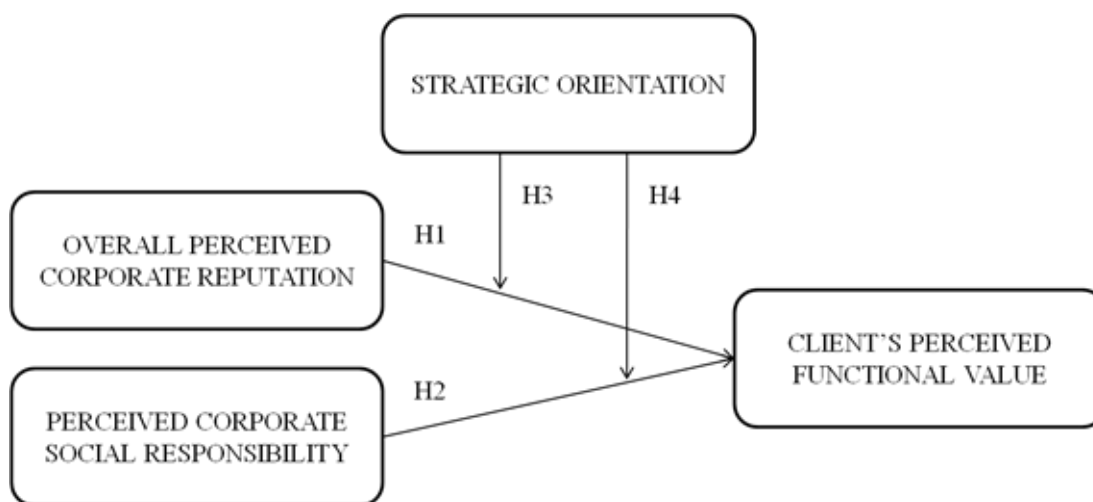 STRATEGIC ORIENTATION
H3
H4
H1
OVERALL PERCEIVED
CORPORATE REPUTATION
CLIENT'S PERCEIVED
FUNCTIONAL VALUE
H2
PERCEIVED CORPORATE
SOCIAL RESPONSIBILITY